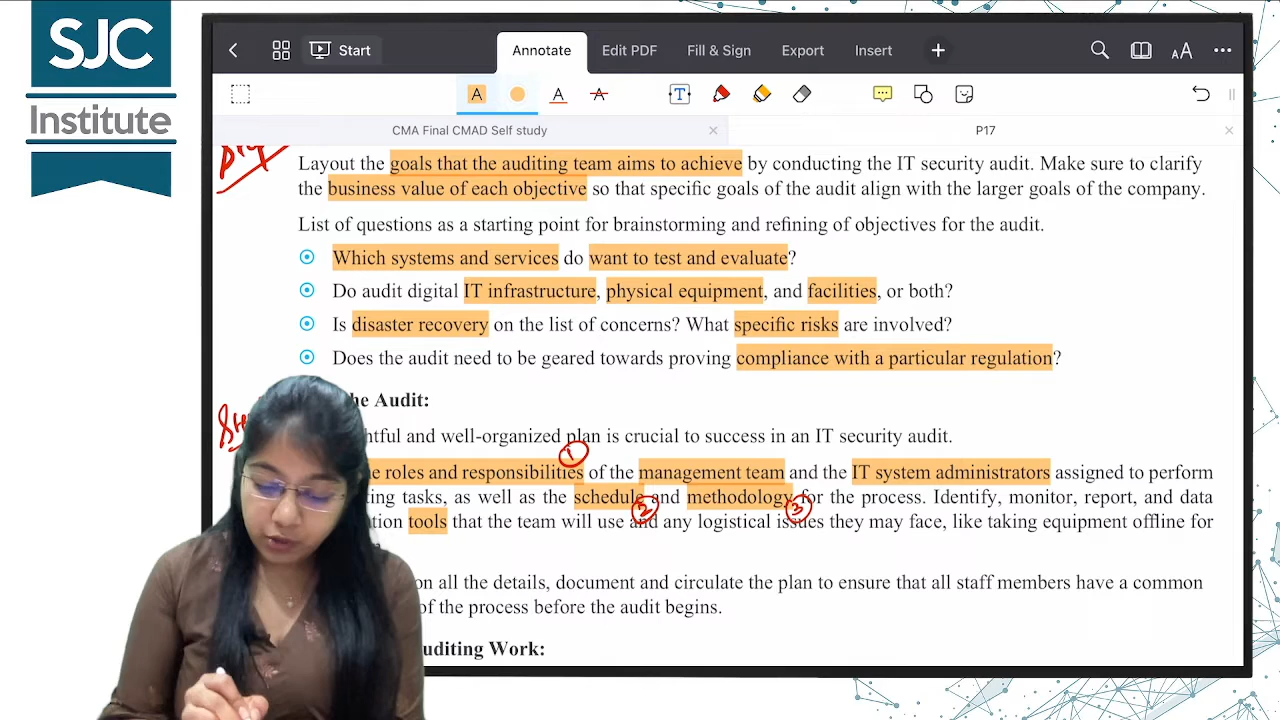 SJC
Institute
Start
Annotate
Edit PDF
Fill & Sign
Export
Insert
CMA Final CMAD Self study
P17
Layout the goals that the auditing team aims to achieve by conducting the IT security audit. Make sure to clarify
the business value of each objective so that specific goals of the audit align with the larger goals of the company.
List of questions as a starting point for brainstorming and refining of objectives for the audit.
Which systems and services do want to test and evaluate?
Do audit digital IT infrastructure, physical equipment, and facilities, or both?
Is disaster recovery on the list of concerns? What specific risks are involved?
Does the audit need to be geared towards proving compliance with a particular regulation?
the Audit:
and well-organized plan is crucial to success in an IT security audit.
roles and responsibilities of the management team and the IT system administrators assigned to perform
tasks, as well as the schedule and methodology for the process. Identify, monitor, report, and data
tools that the team will use and any logistical issues they may face, like taking equipment offline for
1
2
3
on all the details, document and circulate the plan to ensure that all staff members have a common
of the process before the audit begins.
Work: